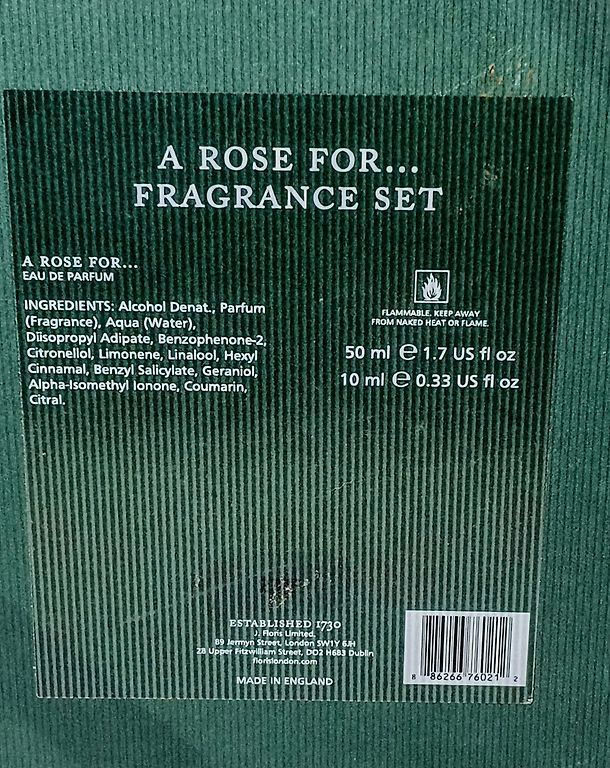 A ROSE FOR...
FRAGRANCE SET
A ROSE FOR...
EAU DE PARFUM
INGREDIENTS: Alcohol Denat., Parfum
(Fragrance), Aqua (Water),
Diisopropyl Adipate, Benzophenone-2,
Citronellol, Limonene, Linalool, Hexyl
Cinnamal, Benzyl Salicylate, Geraniol,
Alpha-Isomethyl Ionone, Coumarin,
Citral.
FLAMMABLE. KEEP AWAY
FROM NAKED HEAT OR FLAME.
50 ml ℮ 1.7 US fl oz
10 ml ℮ 0.33 US fl oz
ESTABLISHED 1730
J. Floris Limited.
89 Jermyn Street, London SW1Y 6JH
28 Upper Fitzwilliam Street, DO2 H683 Dublin
florislondon.com
MADE IN ENGLAND
8 86266 76021 2